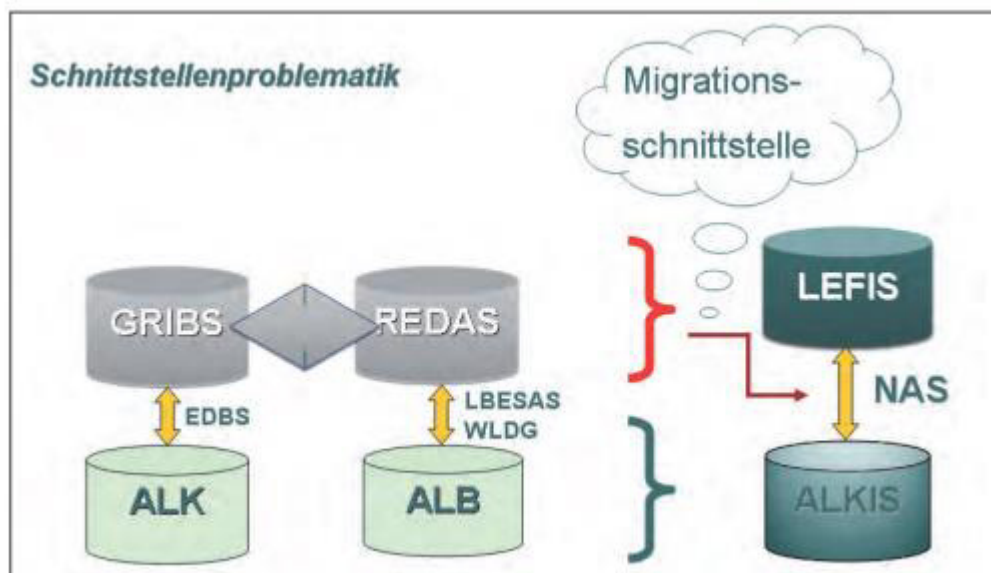 Schnittstellenproblematik
Migrations-
schnittstelle
GRIBS
REDAS
LEFIS
EDBS
LBESAS
WLDG
NAS
ALK
ALB
ALKIS